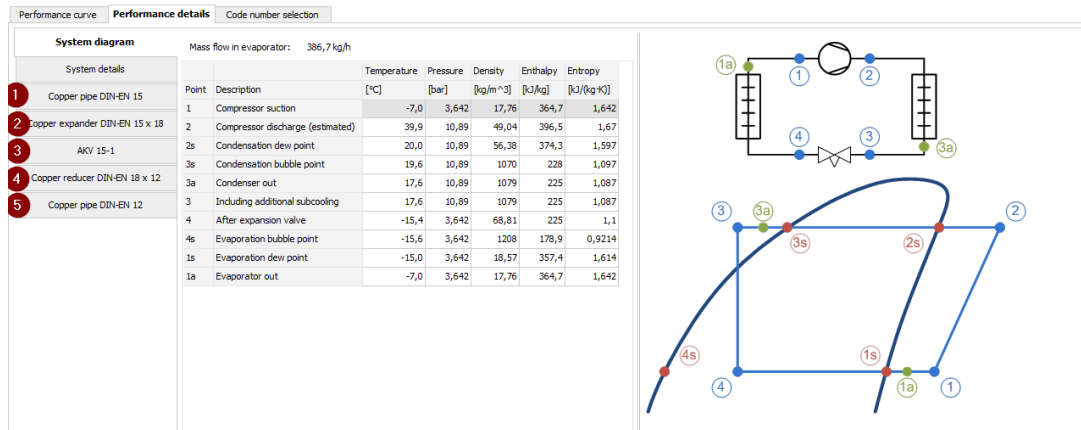 Performance curve Performance details Code number selection
System diagram
System details
1 Copper pipe DIN-EN 15
2 Copper expander DIN-EN 15 x 18
3 AKV 15-1
4 Copper reducer DIN-EN 18 x 12
5 Copper pipe DIN-EN 12
Mass flow in evaporator: 386,7 kg/h
Temperature Pressure Density Enthalpy Entropy
Point Description [°C] [bar] [kg/m^3] [kJ/kg] [kJ/(kg·K)]
1 Compressor suction -7,0 3,642 17,76 364,7 1,642
2 Compressor discharge (estimated) 39,9 10,89 49,04 396,5 1,67
2s Condensation dew point 20,0 10,89 56,38 374,3 1,597
3s Condensation bubble point 19,6 10,89 1070 228 1,097
3a Condenser out 17,6 10,89 1079 225 1,087
3 Including additional subcooling 17,6 10,89 1079 225 1,087
4 After expansion valve -15,4 3,642 68,81 225 1,1
4s Evaporation bubble point -15,6 3,642 1208 178,9 0,9214
1s Evaporation dew point -15,0 3,642 18,57 357,4 1,614
1a Evaporator out -7,0 3,642 17,76 364,7 1,642
1a 1 2
4 3 3a
3 3a 2
3s 2s
4s 1s
4 1a 1